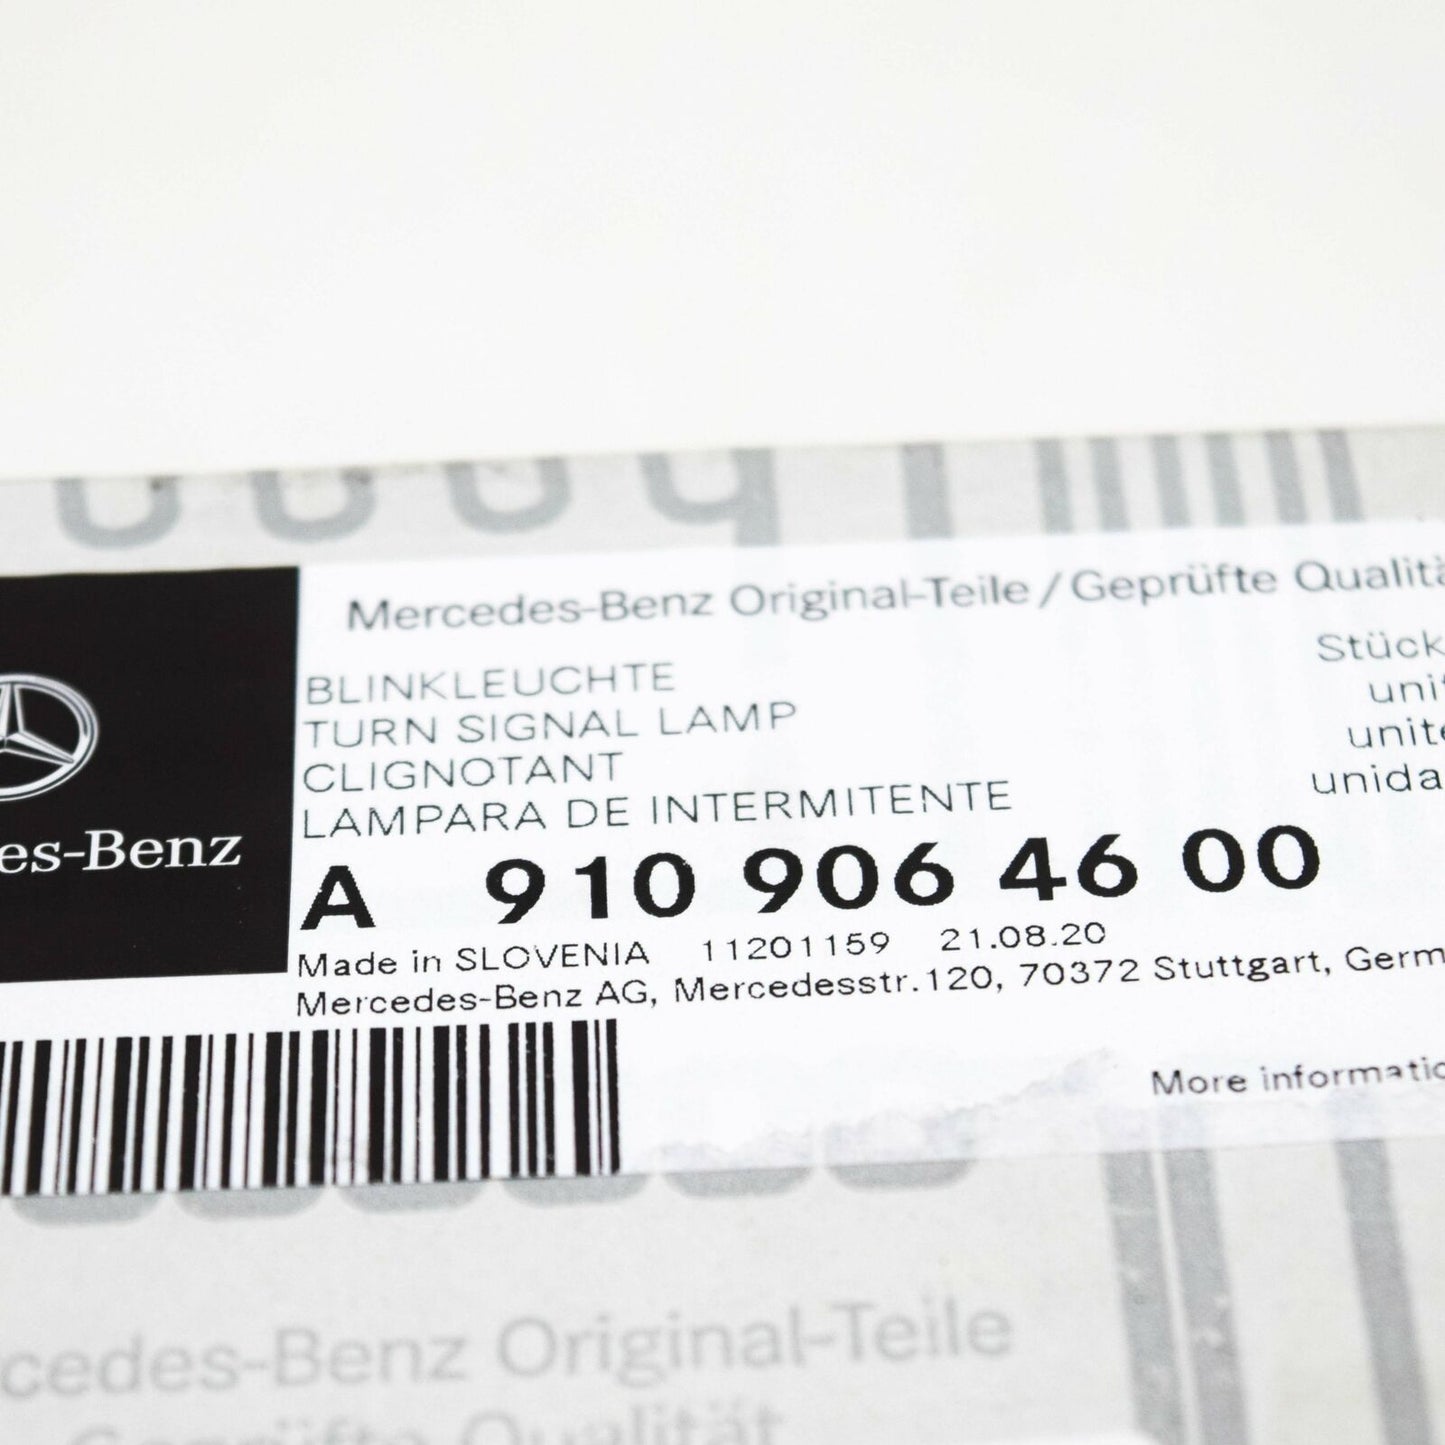 Mercedes-Benz Original-Teile / Geprüfte Qualitä
BLINKLEUCHTE
TURN SIGNAL LAMP
CLIGNOTANT
LAMPARA DE INTERMITENTE
Stück
unit
unite
unida
es-Benz
A 910 906 46 00
Made in SLOVENIA 11201159 21.08.20
Mercedes-Benz AG, Mercedesstr.120, 70372 Stuttgart, Germ
More informatio
cedes-Benz Original-Teile
Geprüfte Qualität